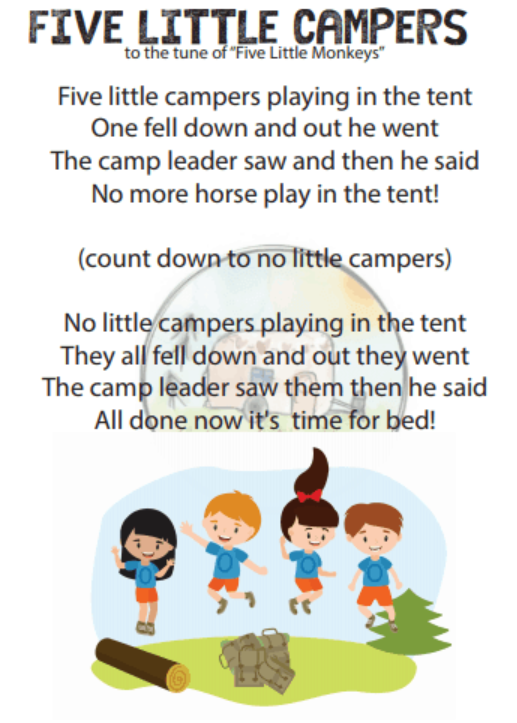 FIVE LITTLE CAMPERS
to the tune of "Five Little Monkeys"
Five little campers playing in the tent
One fell down and out he went
The camp leader saw and then he said
No more horse play in the tent!
(count down to no little campers)
No little campers playing in the tent
They all fell down and out they went
The camp leader saw them then he said
All done now it's time for bed!